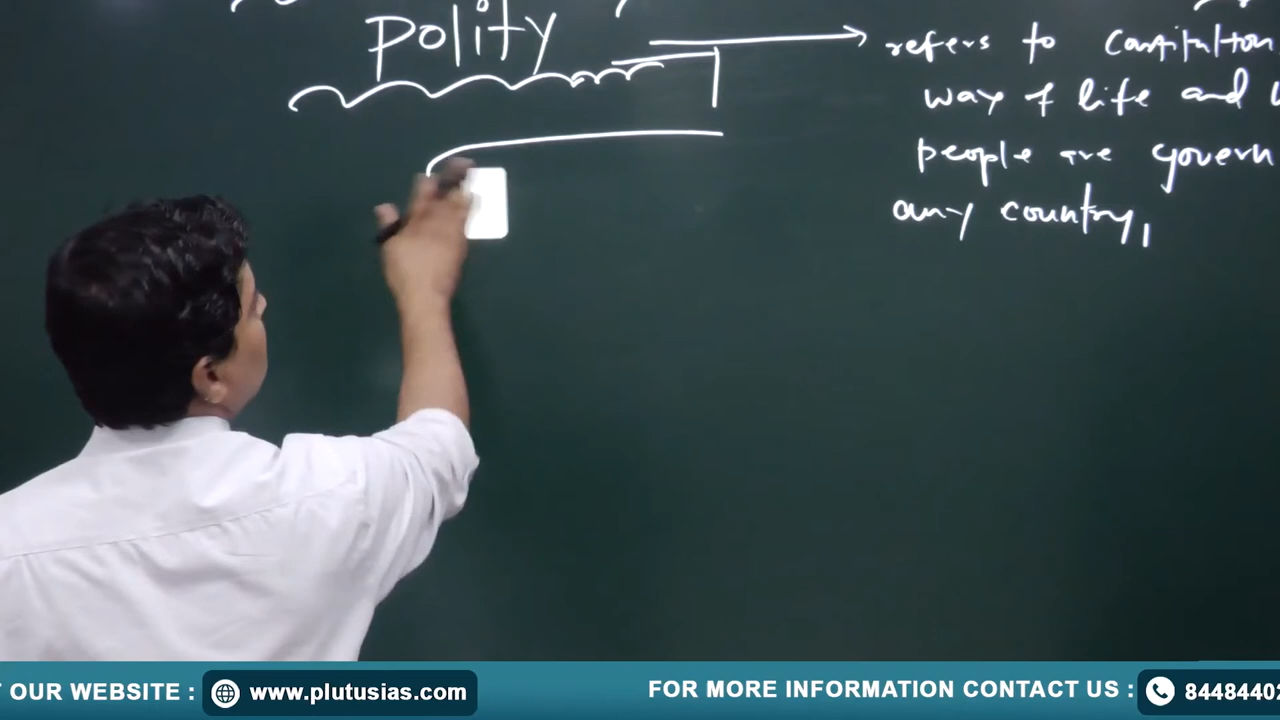 Polity
refers to Constitution
way of life and
people are govern
any country,
T OUR WEBSITE : www.plutusias.com
FOR MORE INFORMATION CONTACT US : 84484402